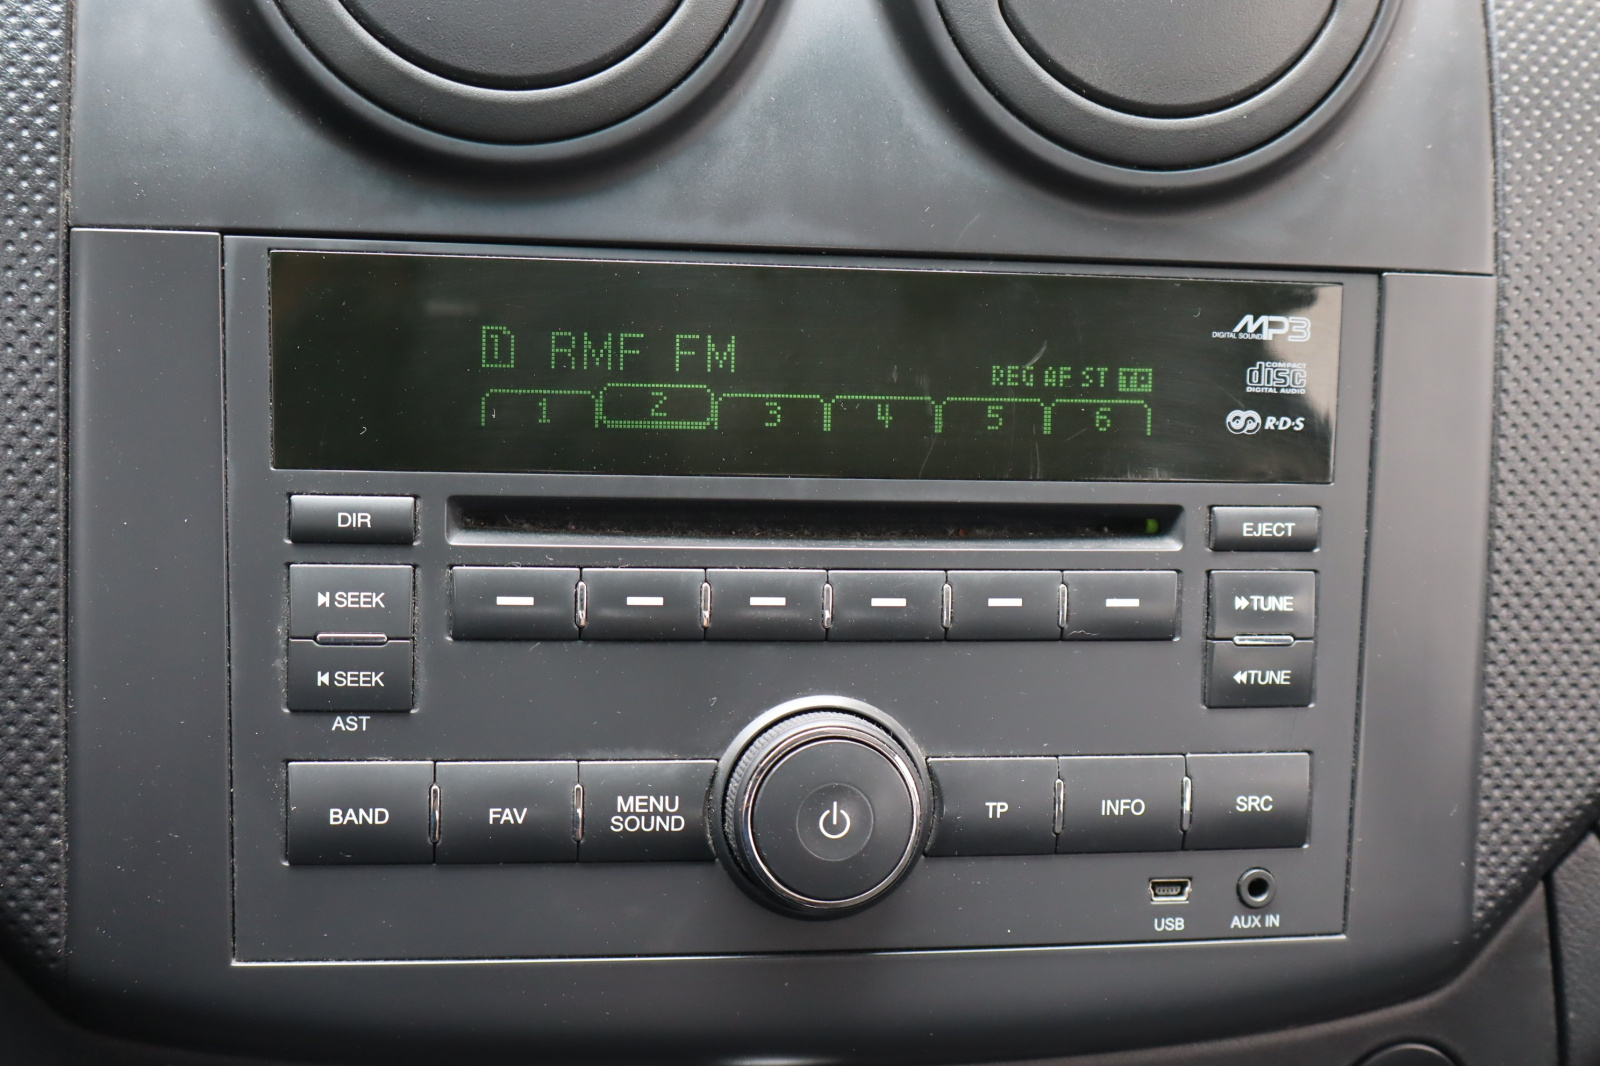 1 RMF FM
REG AF ST TP
1 2 3 4 5 6
MP3
DIGITAL SOUND
COMPACT
disc
DIGITAL AUDIO
R·D·S
DIR
EJECT
SEEK
TUNE
SEEK
TUNE
AST
BAND
FAV
MENU
SOUND
TP
INFO
SRC
USB
AUX IN